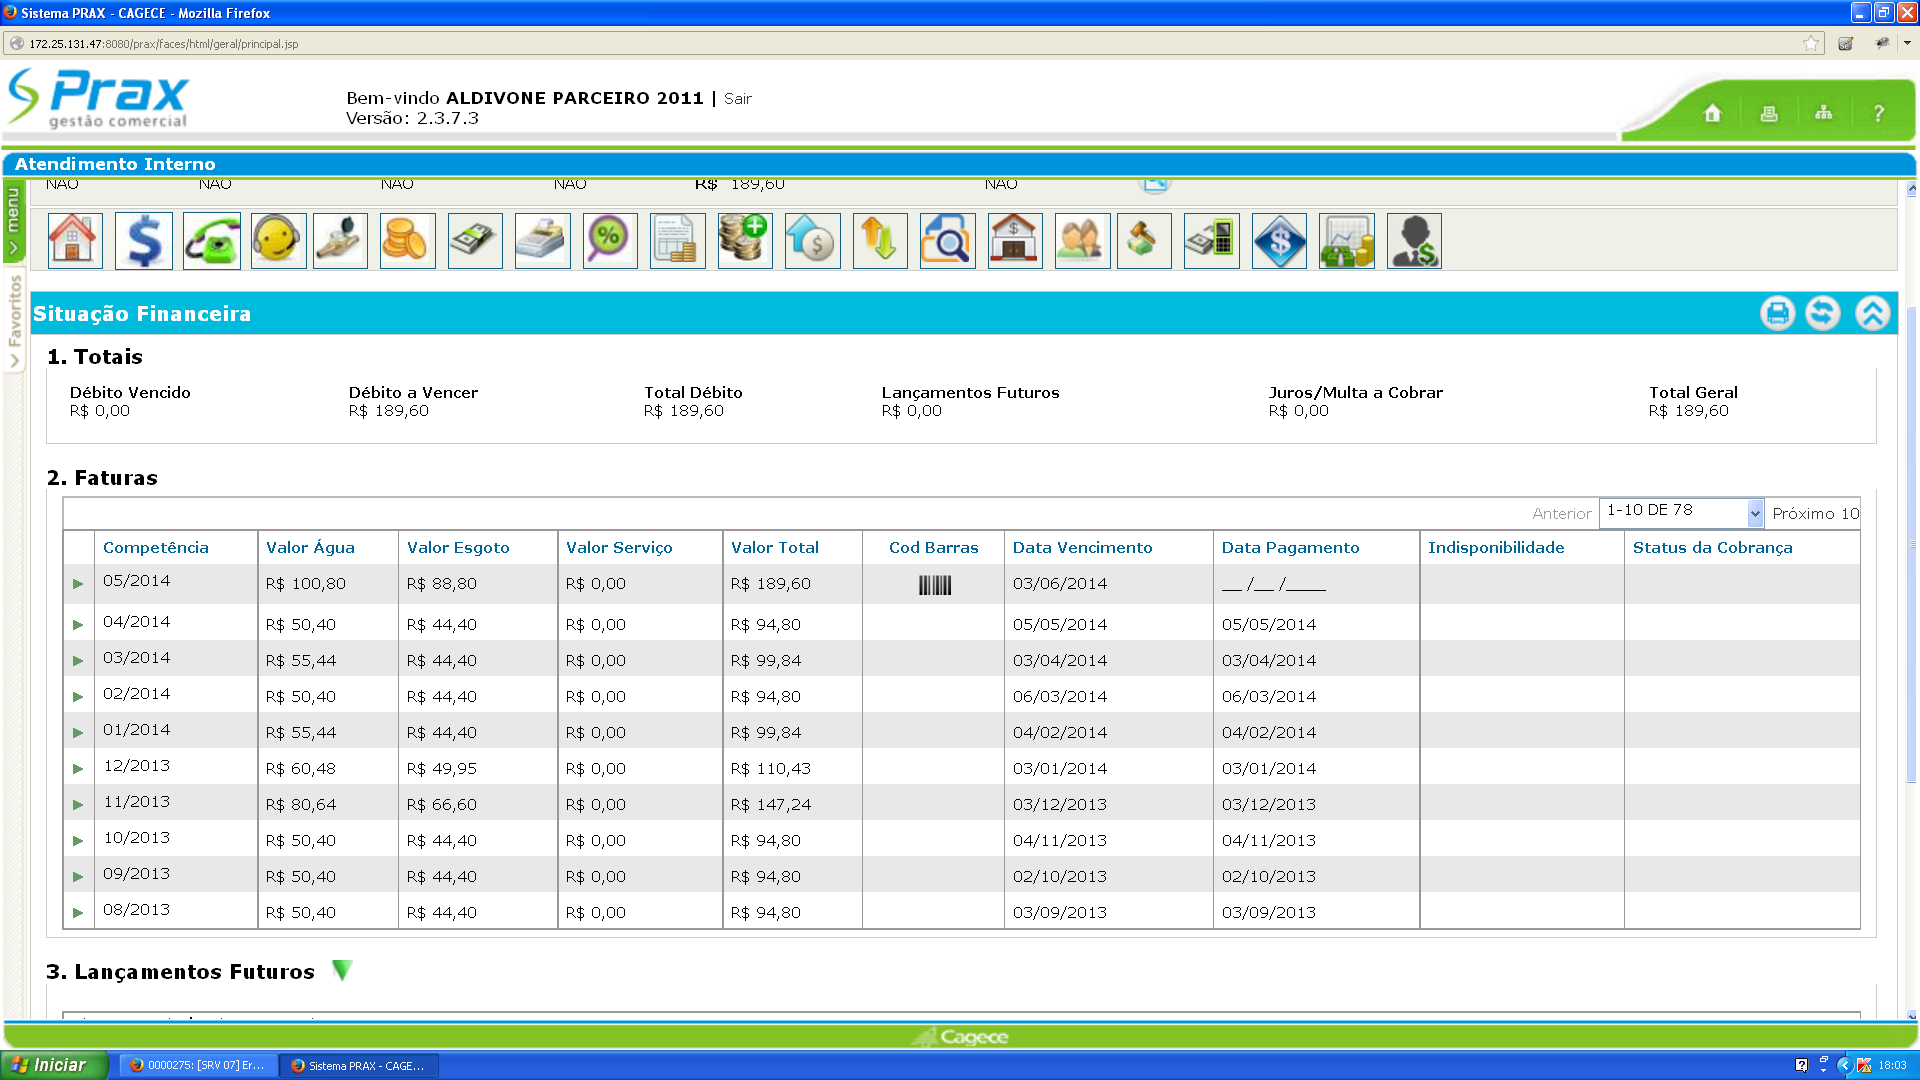 Sistema PRAX - CAGECE - Mozilla Firefox
172.25.131.47:8080/prax/faces/html/geral/principal.jsp
Prax
gestão comercial
Bem-vindo ALDIVONE PARCEIRO 2011 | Sair
Versão: 2.3.7.3
?
Atendimento Interno
menu
Favoritos
NAO NAO NAO NAO R$ 189,60 NAO
Situação Financeira
1. Totais
Débito Vencido Débito a Vencer Total Débito Lançamentos Futuros Juros/Multa a Cobrar Total Geral
R$ 0,00 R$ 189,60 R$ 189,60 R$ 0,00 R$ 0,00 R$ 189,60
2. Faturas
Anterior 1-10 DE 78 Próximo 10
Competência Valor Água Valor Esgoto Valor Serviço Valor Total Cod Barras Data Vencimento Data Pagamento Indisponibilidade Status da Cobrança
05/2014 R$ 100,80 R$ 88,80 R$ 0,00 R$ 189,60 03/06/2014 __ /__ /____
04/2014 R$ 50,40 R$ 44,40 R$ 0,00 R$ 94,80 05/05/2014 05/05/2014
03/2014 R$ 55,44 R$ 44,40 R$ 0,00 R$ 99,84 03/04/2014 03/04/2014
02/2014 R$ 50,40 R$ 44,40 R$ 0,00 R$ 94,80 06/03/2014 06/03/2014
01/2014 R$ 55,44 R$ 44,40 R$ 0,00 R$ 99,84 04/02/2014 04/02/2014
12/2013 R$ 60,48 R$ 49,95 R$ 0,00 R$ 110,43 03/01/2014 03/01/2014
11/2013 R$ 80,64 R$ 66,60 R$ 0,00 R$ 147,24 03/12/2013 03/12/2013
10/2013 R$ 50,40 R$ 44,40 R$ 0,00 R$ 94,80 04/11/2013 04/11/2013
09/2013 R$ 50,40 R$ 44,40 R$ 0,00 R$ 94,80 02/10/2013 02/10/2013
08/2013 R$ 50,40 R$ 44,40 R$ 0,00 R$ 94,80 03/09/2013 03/09/2013
3. Lançamentos Futuros
Cagece
Iniciar 0000275: [SRV 07] Er... Sistema PRAX - CAGE... 18:03